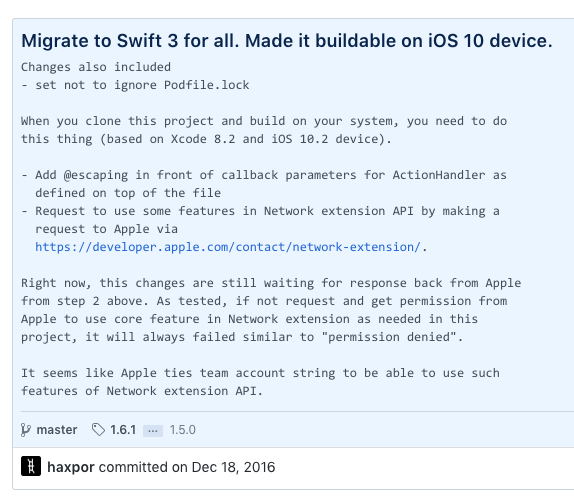 Migrate to Swift 3 for all. Made it buildable on iOS 10 device.
Changes also included
- set not to ignore Podfile.lock
When you clone this project and build on your system, you need to do
this thing (based on Xcode 8.2 and iOS 10.2 device).
- Add @escaping in front of callback parameters for ActionHandler as
defined on top of the file
- Request to use some features in Network extension API by making a
request to Apple via
https://developer.apple.com/contact/network-extension/.
Right now, this changes are still waiting for response back from Apple
from step 2 above. As tested, if not request and get permission from
Apple to use core feature in Network extension as needed in this
project, it will always failed similar to "permission denied".
It seems like Apple ties team account string to be able to use such
features of Network extension API.
master 1.6.1 ... 1.5.0
haxpor committed on Dec 18, 2016